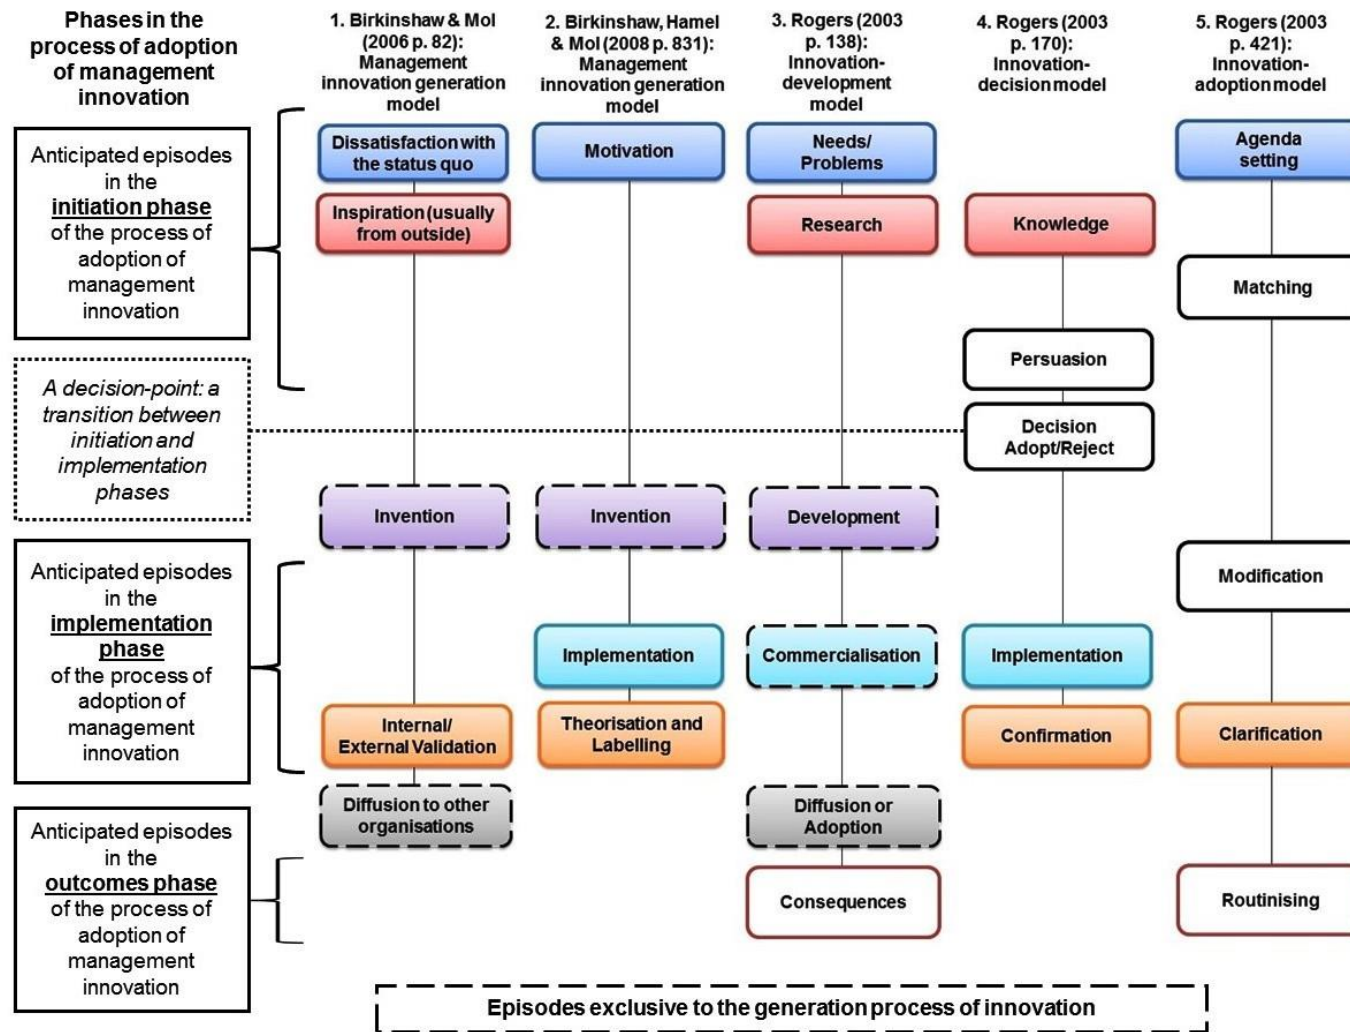 Phases in the
process of adoption
of management
innovation
1. Birkinshaw & Mol
(2006 p. 82):
Management
innovation generation
model
2. Birkinshaw, Hamel
& Mol (2008 p. 831):
Management
innovation generation
model
3. Rogers (2003
p. 138):
Innovation-
development
model
4. Rogers (2003
p. 170):
Innovation-
decision model
5. Rogers (2003
p. 421):
Innovation-
adoption model
Anticipated episodes
in the
initiation phase
of the process of
adoption of
management
innovation
Dissatisfaction with
the status quo
Motivation
Needs/
Problems
Agenda
setting
Inspiration (usually
from outside)
Research
Knowledge
Matching
Persuasion
A decision-point: a
transition between
initiation and
implementation
phases
Decision
Adopt/Reject
Invention
Invention
Development
Anticipated episodes
in the
implementation
phase
of the process of
adoption of
management
innovation
Modification
Implementation
Commercialisation
Implementation
Internal/
External Validation
Theorisation and
Labelling
Confirmation
Clarification
Diffusion to other
organisations
Diffusion or
Adoption
Anticipated episodes
in the
outcomes phase
of the process of
adoption of
management
innovation
Consequences
Routinising
Episodes exclusive to the generation process of innovation